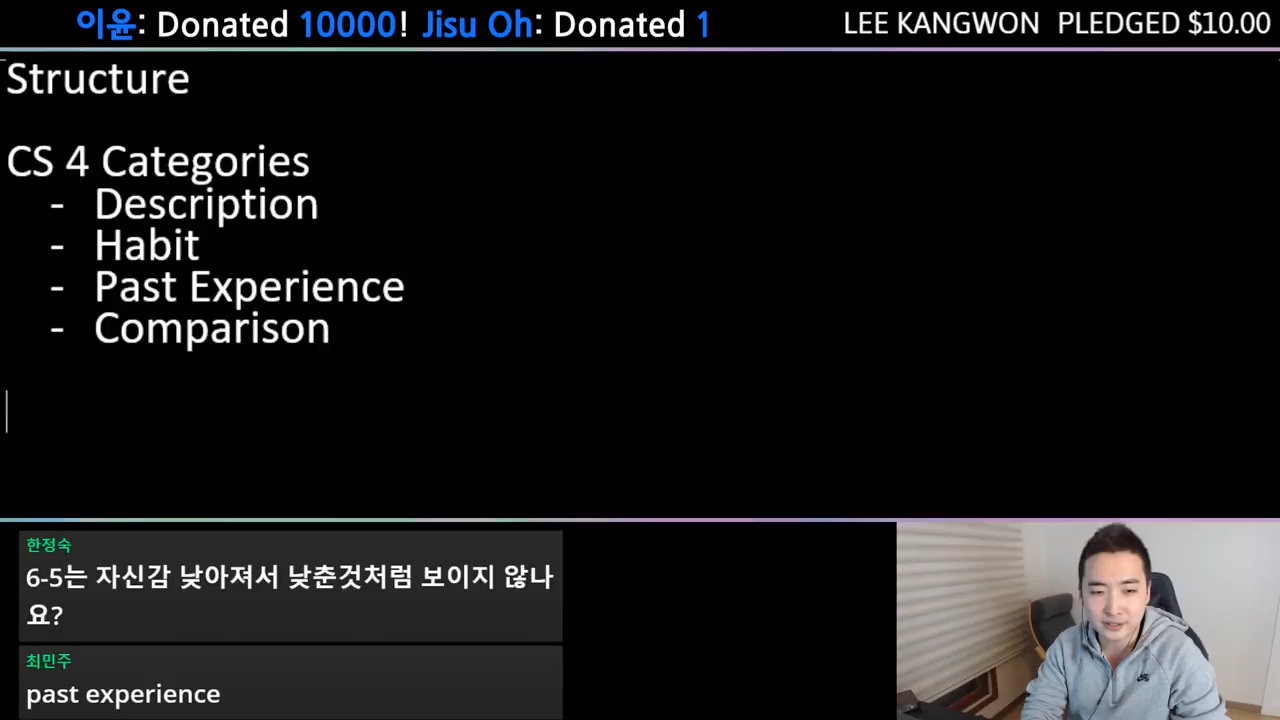 이윤: Donated 10000! Jisu Oh: Donated 1
LEE KANGWON PLEDGED $10.00
Structure
CS 4 Categories
- Description
- Habit
- Past Experience
- Comparison
한정숙
6-5는 자신감 낮아져서 낮춘것처럼 보이지 않나
요?
최민주
past experience